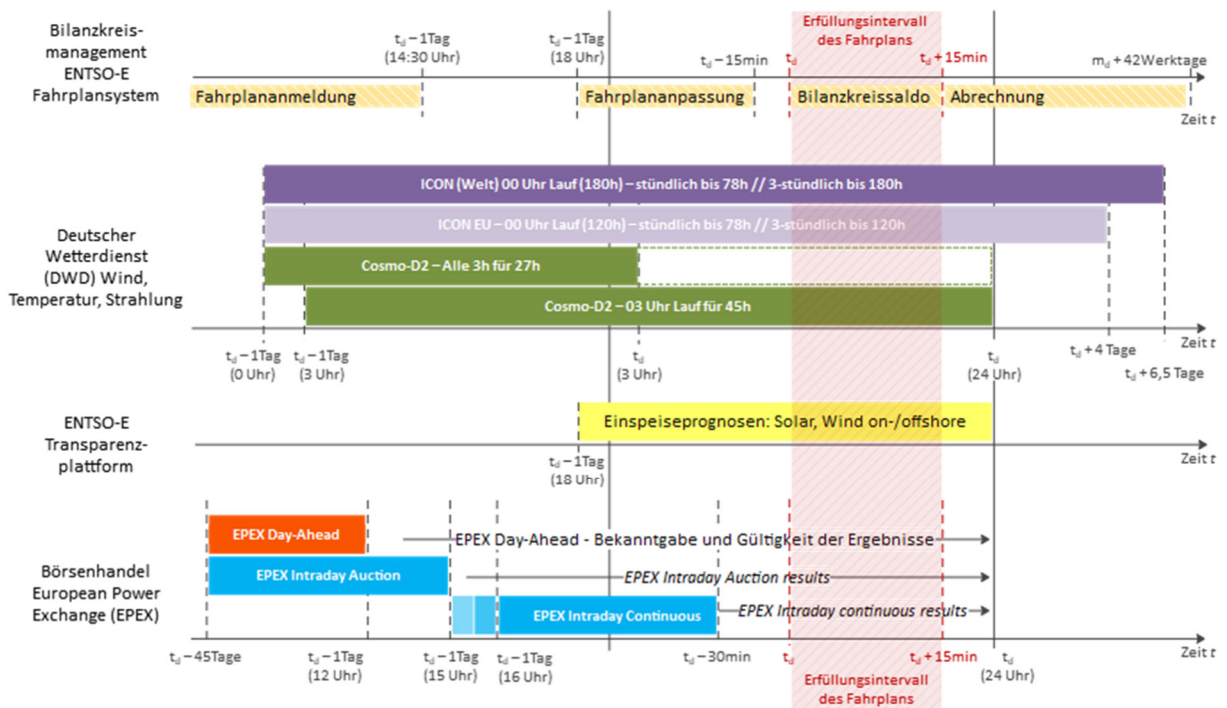 Bilanzkreis-
management
ENTSO-E
Fahrplansystem
t_d – 1Tag
(14:30 Uhr)
t_d – 1Tag
(18 Uhr)
t_d – 15min
Erfüllungsintervall
des Fahrplans
t_d
t_d + 15min
m_d + 42Werktage
Fahrplananmeldung
Fahrplananpassung
Bilanzkreissaldo
Abrechnung
Zeit t
Deutscher
Wetterdienst
(DWD) Wind,
Temperatur, Strahlung
ICON (Welt) 00 Uhr Lauf (180h) – stündlich bis 78h // 3-stündlich bis 180h
ICON EU – 00 Uhr Lauf (120h) – stündlich bis 78h // 3-stündlich bis 120h
Cosmo-D2 – Alle 3h für 27h
Cosmo-D2 – 03 Uhr Lauf für 45h
Zeit t
t_d – 1Tag
(0 Uhr)
t_d – 1Tag
(3 Uhr)
t_d
(3 Uhr)
t_d
(24 Uhr)
t_d + 4 Tage
t_d + 6,5 Tage
ENTSO-E
Transparenz-
plattform
Einspeiseprognosen: Solar, Wind on-/offshore
Zeit t
t_d – 1Tag
(18 Uhr)
Börsenhandel
European Power
Exchange (EPEX)
EPEX Day-Ahead
EPEX Day-Ahead - Bekanntgabe und Gültigkeit der Ergebnisse
EPEX Intraday Auction
EPEX Intraday Auction results
EPEX Intraday Continuous
EPEX Intraday continuous results
t_d – 45Tage
t_d – 1Tag
(12 Uhr)
t_d – 1Tag
(15 Uhr)
t_d – 1Tag
(16 Uhr)
t_d – 30min
t_d
t_d + 15min
t_d
(24 Uhr)
Zeit t
Erfüllungsintervall
des Fahrplans